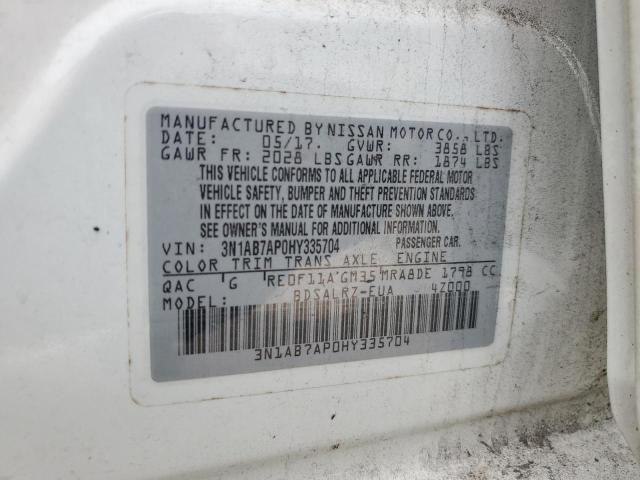 MANUFACTURED BY NISSAN MOTOR CO., LTD.
DATE: 05/17. GVWR: 3858 LBS
GAWR FR: 2028 LBS GAWR RR: 1874 LBS
THIS VEHICLE CONFORMS TO ALL APPLICABLE FEDERAL MOTOR
VEHICLE SAFETY, BUMPER AND THEFT PREVENTION STANDARDS
IN EFFECT ON THE DATE OF MANUFACTURE SHOWN ABOVE.
SEE OWNER'S MANUAL FOR ADDITIONAL INFORMATION.
VIN: 3N1AB7AP0HY335704 PASSENGER CAR.
COLOR TRIM TRANS AXLE ENGINE
QAC G RE0F11A GM35 MRA8DE 1798 CC
MODEL: BDSALRZ-EUA 4Z000
3N1AB7AP0HY335704